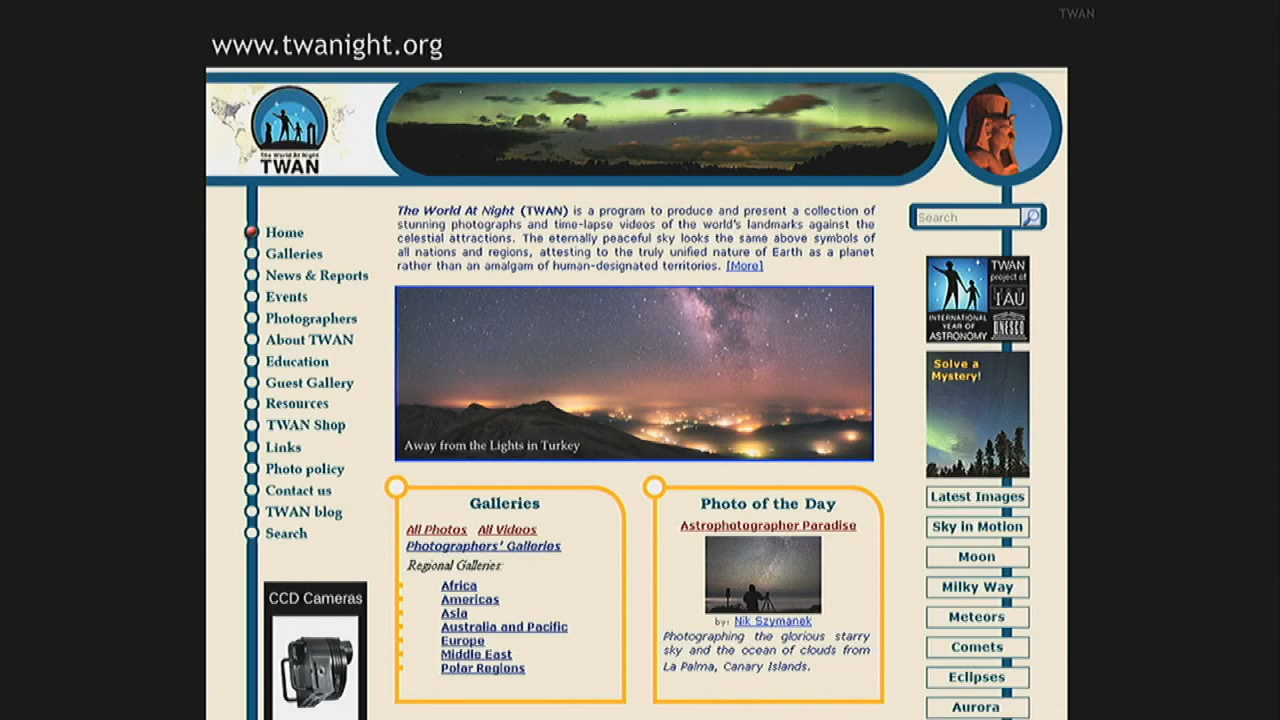 TWAN
www.twanight.org
The World At Night
TWAN
The World At Night (TWAN) is a program to produce and present a collection of
stunning photographs and time-lapse videos of the world's landmarks against the
celestial attractions. The eternally peaceful sky looks the same above symbols of
all nations and regions, attesting to the truly unified nature of Earth as a planet
rather than an amalgam of human-designated territories. [More]
Search
Home
Galleries
News & Reports
Events
Photographers
About TWAN
Education
Guest Gallery
Resources
TWAN Shop
Links
Photo policy
Contact us
TWAN blog
Search
CCD Cameras
Away from the Lights in Turkey
Galleries
All Photos All Videos
Photographers' Galleries
Regional Galleries:
Africa
Americas
Asia
Australia and Pacific
Europe
Middle East
Polar Regions
Photo of the Day
Astrophotographer Paradise
by: Nik Szymanek
Photographing the glorious starry
sky and the ocean of clouds from
La Palma, Canary Islands.
TWAN
project of
IAU
INTERNATIONAL
YEAR OF
ASTRONOMY
UNESCO
Solve a
Mystery!
Latest Images
Sky in Motion
Moon
Milky Way
Meteors
Comets
Eclipses
Aurora